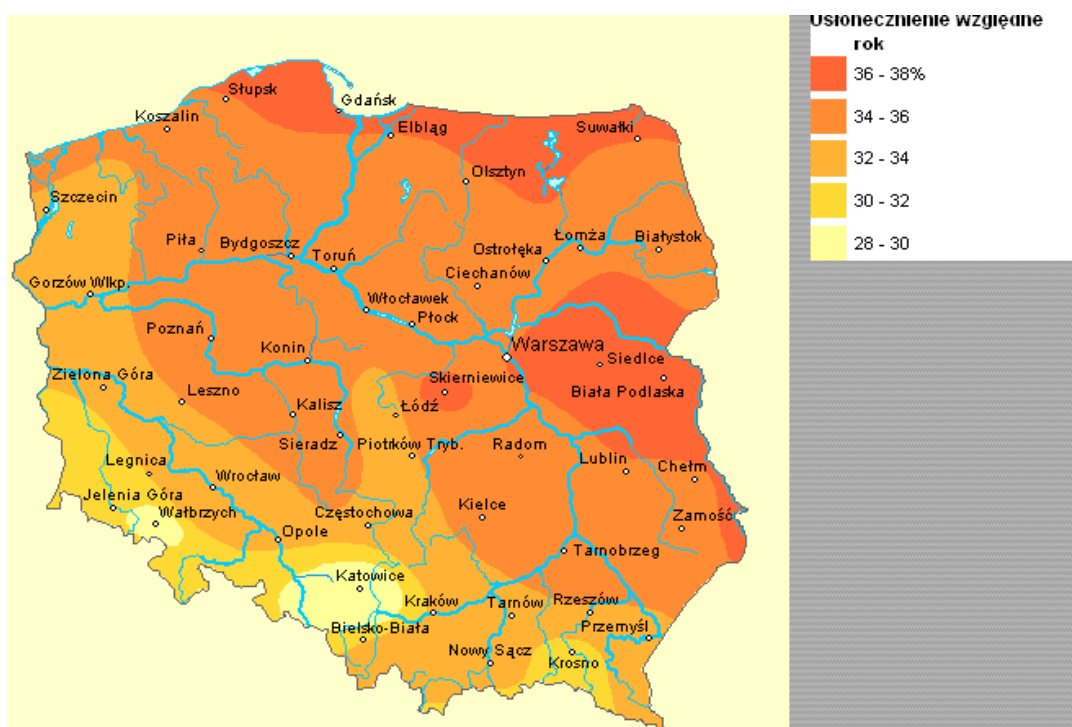 Usłonecznienie względne
rok
36 - 38%
34 - 36
32 - 34
30 - 32
28 - 30
Słupsk
Gdańsk
Koszalin
Elbląg
Suwałki
Olsztyn
Szczecin
Piła
Bydgoszcz
Toruń
Ostrołęka
Łomża
Białystok
Ciechanów
Gorzów Wlkp.
Włocławek
Płock
Poznań
Konin
Warszawa
Siedlce
Zielona Góra
Leszno
Kalisz
Skierniewice
Biała Podlaska
Łódź
Sieradz
Piotrków Tryb.
Radom
Lublin
Chełm
Legnica
Wrocław
Jelenia Góra
Wałbrzych
Częstochowa
Kielce
Zamość
Opole
Tarnobrzeg
Katowice
Kraków
Tarnów
Rzeszów
Bielsko-Biała
Przemyśl
Nowy Sącz
Krosno